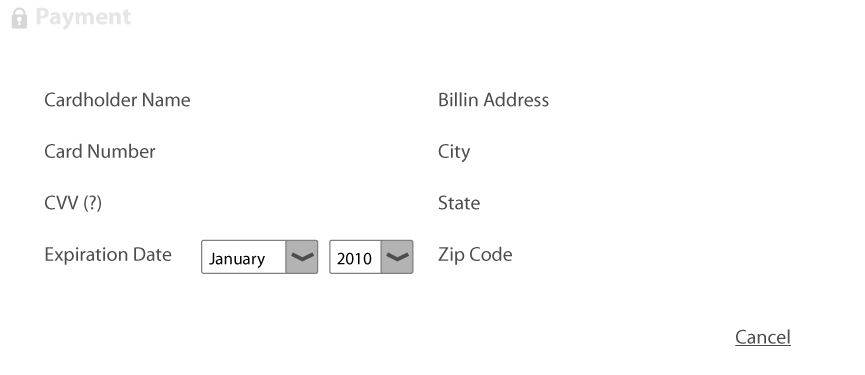 Payment
Cardholder Name
Billin Address
Card Number
City
CVV (?)
State
Expiration Date January 2010
Zip Code
Cancel